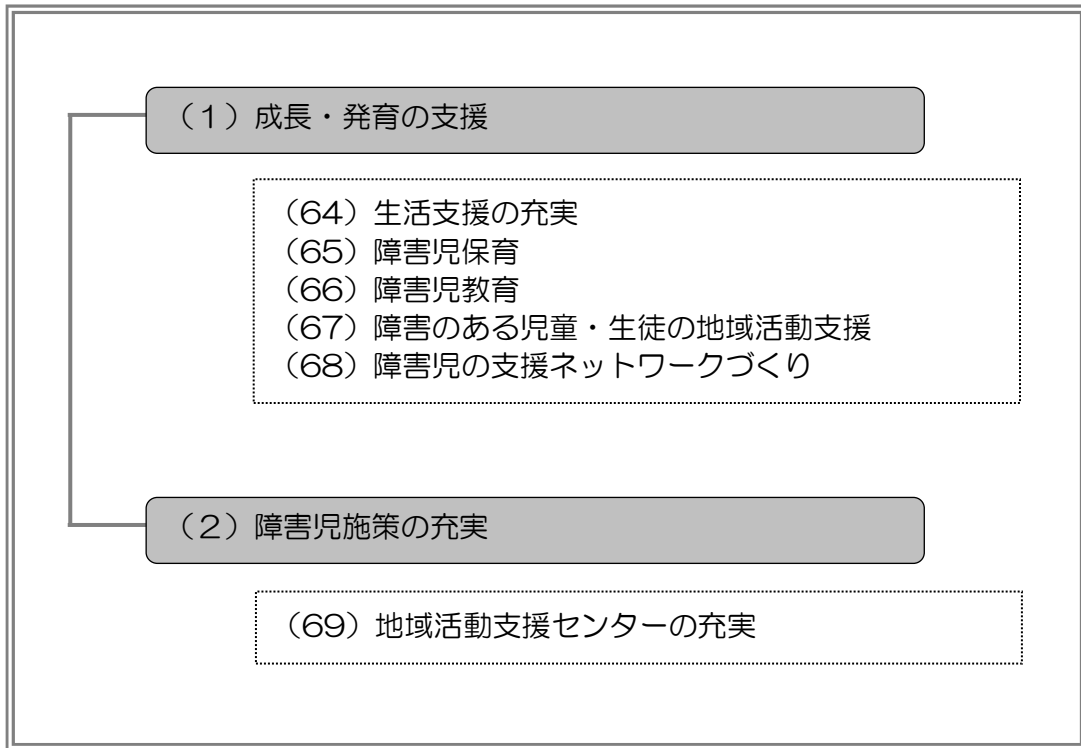 （1）成長・発育の支援
（64）生活支援の充実
（65）障害児保育
（66）障害児教育
（67）障害のある児童・生徒の地域活動支援
（68）障害児の支援ネットワークづくり
（2）障害児施策の充実
（69）地域活動支援センターの充実